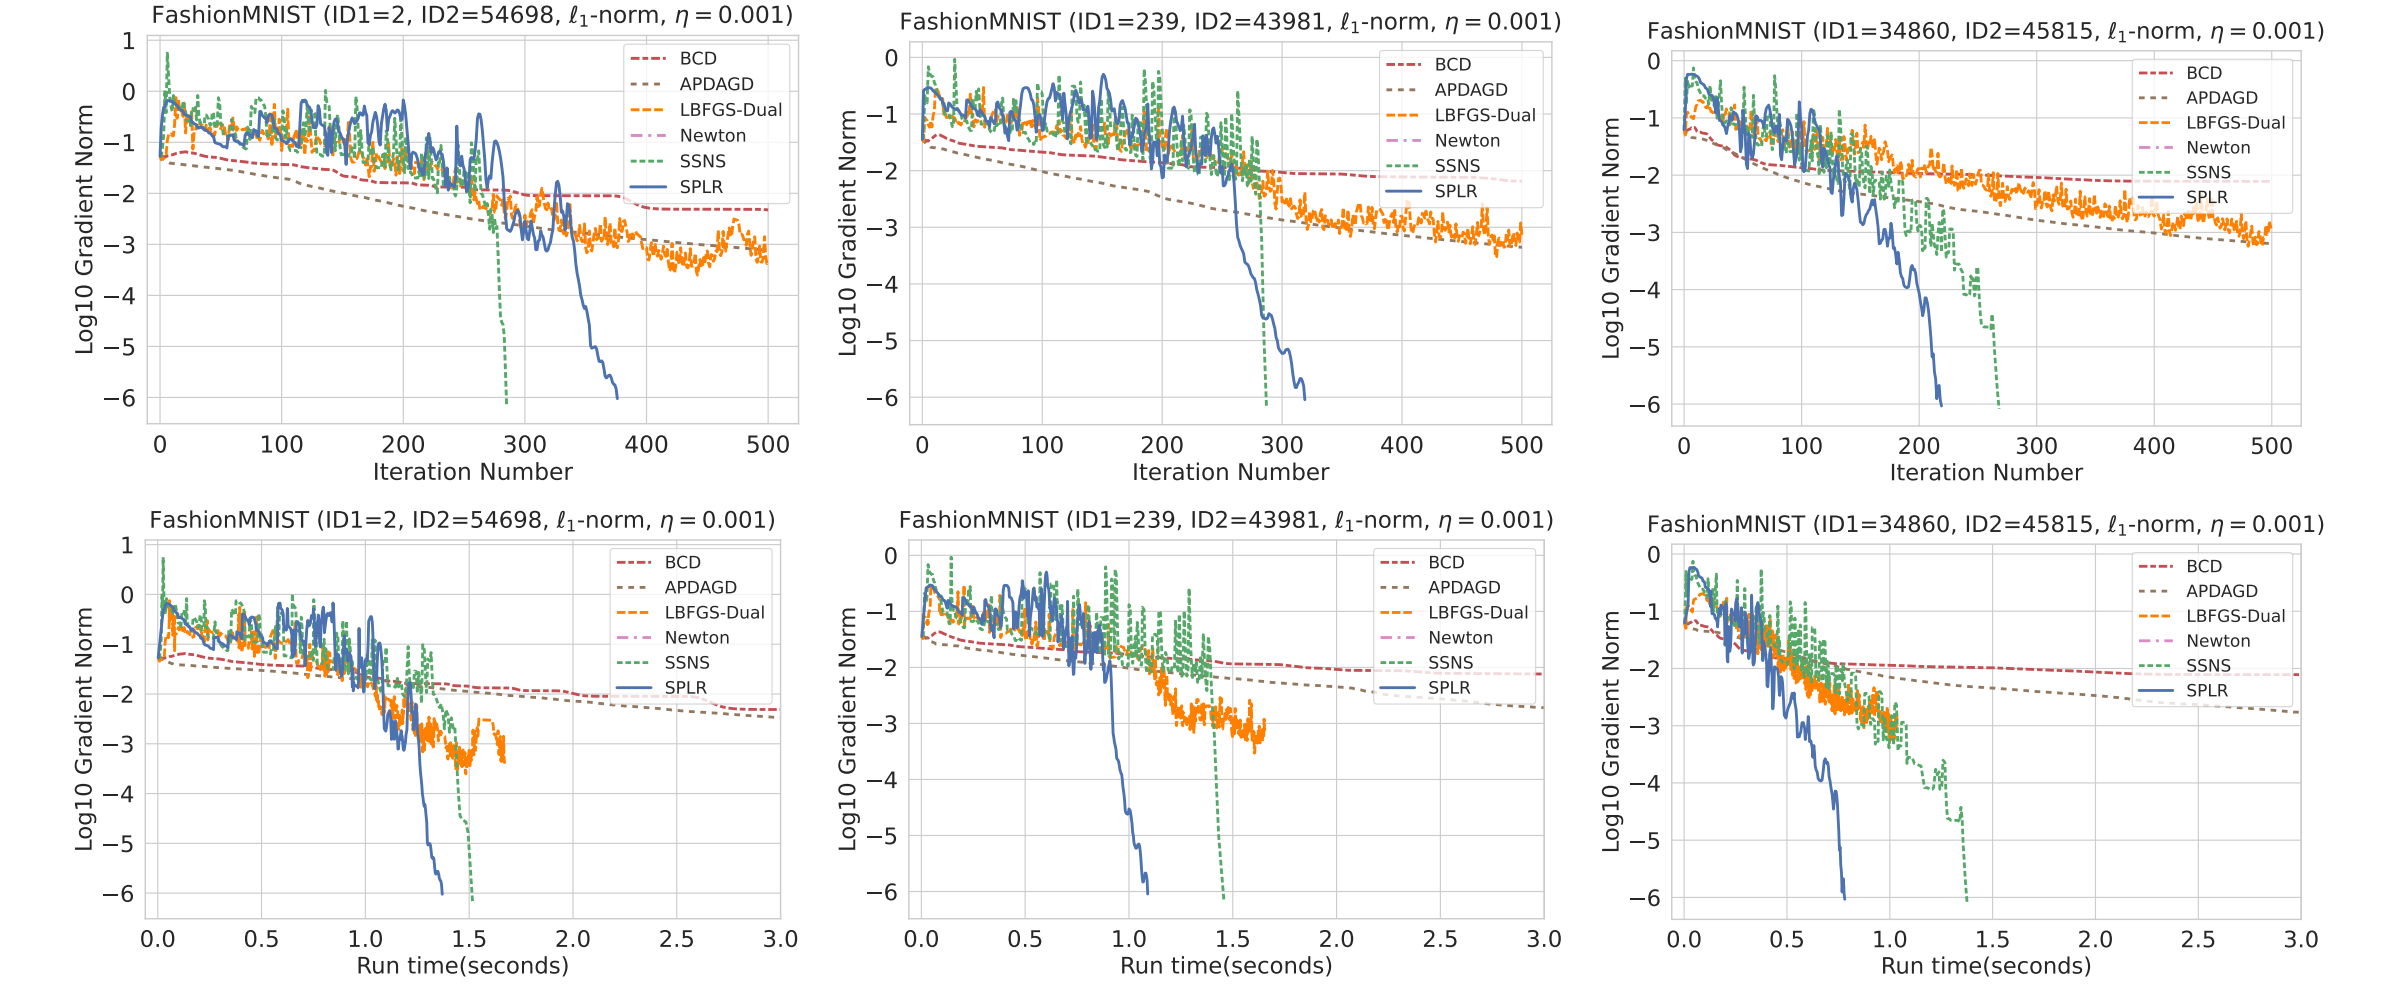 FashionMNIST (ID1=2, ID2=54698, ℓ₁-norm, η = 0.001)
1
0
−1
−2
−3
−4
−5
−6
Log10 Gradient Norm
BCD
APDAGD
LBFGS-Dual
Newton
SSNS
SPLR
0 100 200 300 400 500
Iteration Number
FashionMNIST (ID1=239, ID2=43981, ℓ₁-norm, η = 0.001)
0
−1
−2
−3
−4
−5
−6
Log10 Gradient Norm
BCD
APDAGD
LBFGS-Dual
Newton
SSNS
SPLR
0 100 200 300 400 500
Iteration Number
FashionMNIST (ID1=34860, ID2=45815, ℓ₁-norm, η = 0.001)
0
−1
−2
−3
−4
−5
−6
Log10 Gradient Norm
BCD
APDAGD
LBFGS-Dual
Newton
SSNS
SPLR
0 100 200 300 400 500
Iteration Number
FashionMNIST (ID1=2, ID2=54698, ℓ₁-norm, η = 0.001)
1
0
−1
−2
−3
−4
−5
−6
Log10 Gradient Norm
BCD
APDAGD
LBFGS-Dual
Newton
SSNS
SPLR
0.0 0.5 1.0 1.5 2.0 2.5 3.0
Run time(seconds)
FashionMNIST (ID1=239, ID2=43981, ℓ₁-norm, η = 0.001)
0
−1
−2
−3
−4
−5
−6
Log10 Gradient Norm
BCD
APDAGD
LBFGS-Dual
Newton
SSNS
SPLR
0.0 0.5 1.0 1.5 2.0 2.5 3.0
Run time(seconds)
FashionMNIST (ID1=34860, ID2=45815, ℓ₁-norm, η = 0.001)
0
−1
−2
−3
−4
−5
−6
Log10 Gradient Norm
BCD
APDAGD
LBFGS-Dual
Newton
SSNS
SPLR
0.0 0.5 1.0 1.5 2.0 2.5 3.0
Run time(seconds)